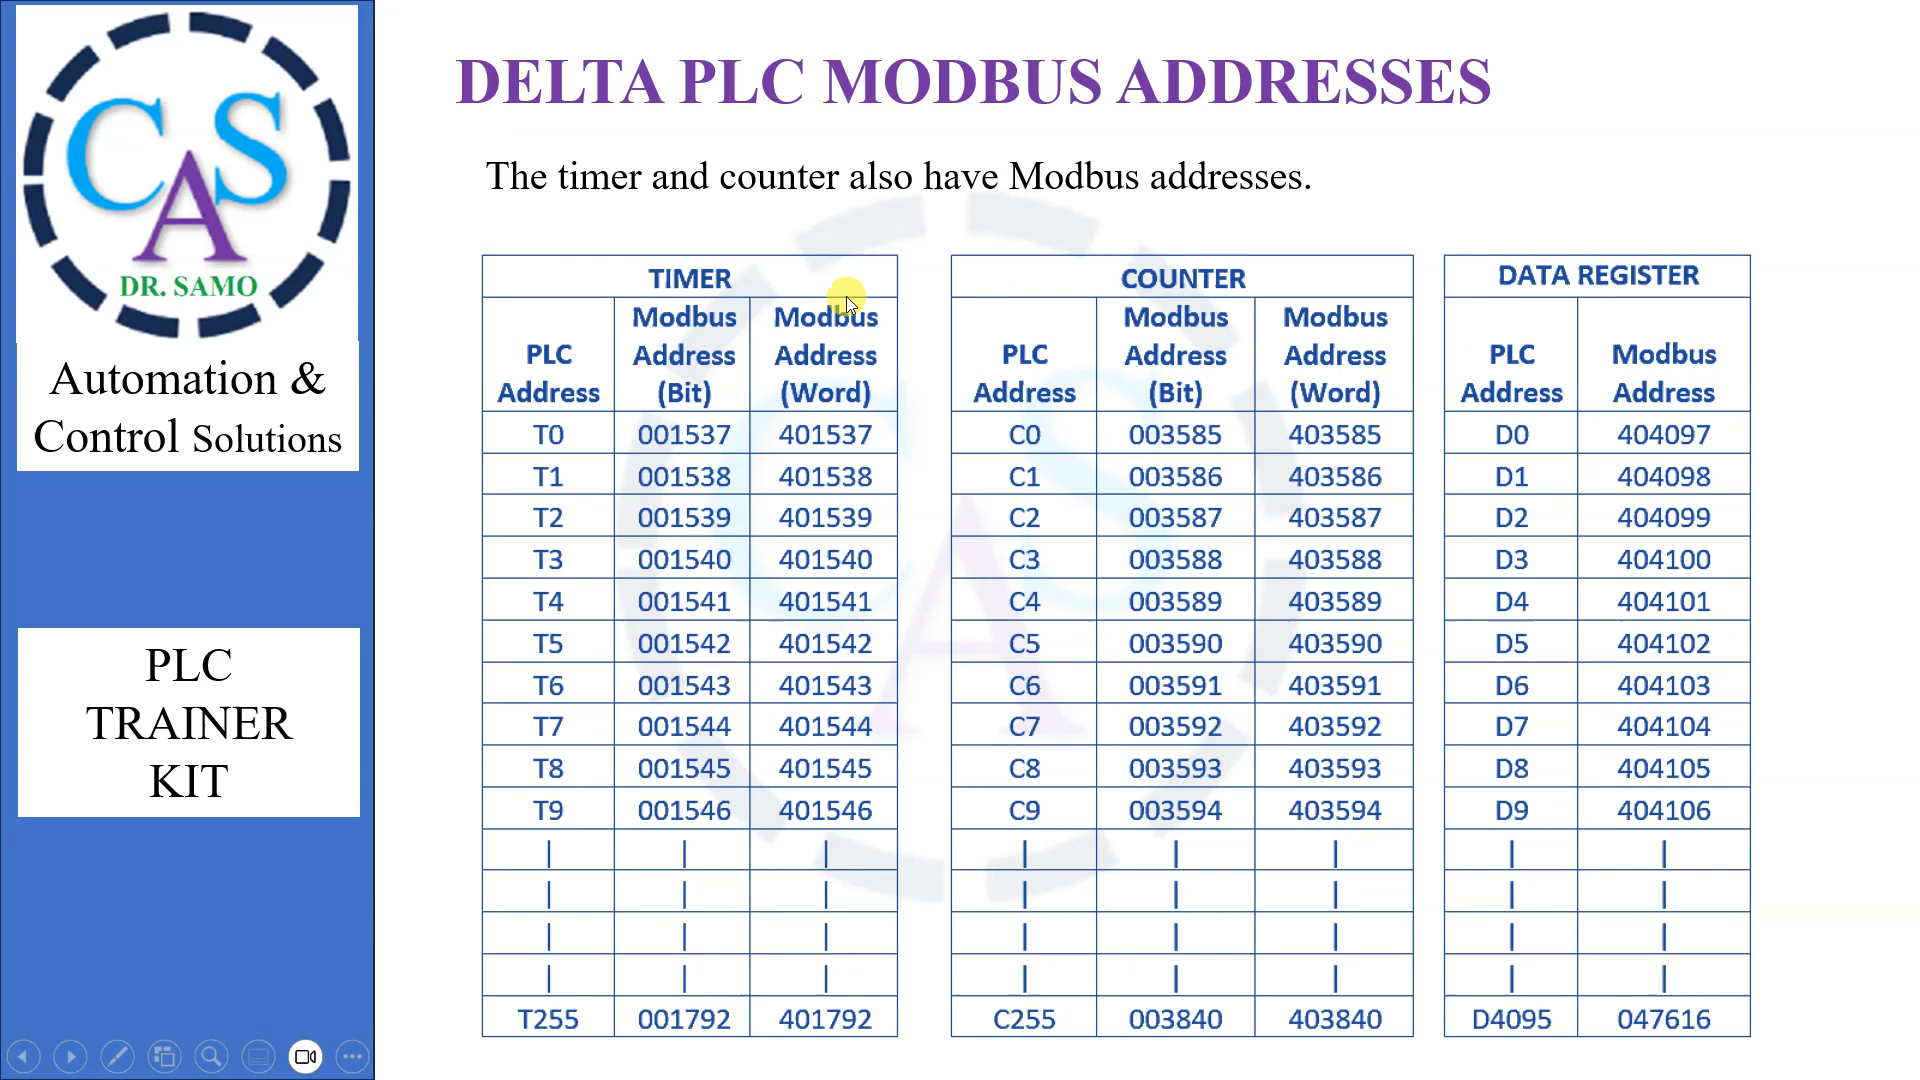 CAS
DR. SAMO
Automation &
Control Solutions
PLC
TRAINER
KIT
DELTA PLC MODBUS ADDRESSES
The timer and counter also have Modbus addresses.
TIMER
PLC Address Modbus Address (Bit) Modbus Address (Word)
T0 001537 401537
T1 001538 401538
T2 001539 401539
T3 001540 401540
T4 001541 401541
T5 001542 401542
T6 001543 401543
T7 001544 401544
T8 001545 401545
T9 001546 401546
| | |
| | |
| | |
| | |
T255 001792 401792
COUNTER
PLC Address Modbus Address (Bit) Modbus Address (Word)
C0 003585 403585
C1 003586 403586
C2 003587 403587
C3 003588 403588
C4 003589 403589
C5 003590 403590
C6 003591 403591
C7 003592 403592
C8 003593 403593
C9 003594 403594
| | |
| | |
| | |
| | |
C255 003840 403840
DATA REGISTER
PLC Address Modbus Address
D0 404097
D1 404098
D2 404099
D3 404100
D4 404101
D5 404102
D6 404103
D7 404104
D8 404105
D9 404106
| |
| |
| |
| |
D4095 047616